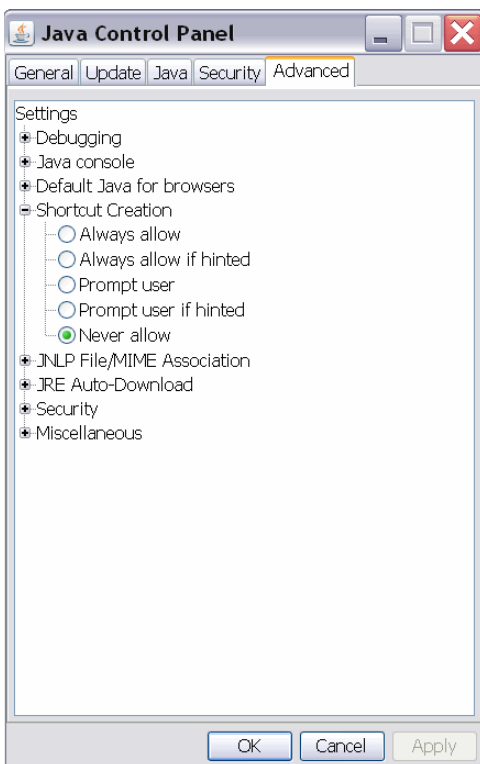 Java Control Panel
General Update Java Security Advanced
Settings
Debugging
Java console
Default Java for browsers
Shortcut Creation
Always allow
Always allow if hinted
Prompt user
Prompt user if hinted
Never allow
JNLP File/MIME Association
JRE Auto-Download
Security
Miscellaneous
OK Cancel Apply